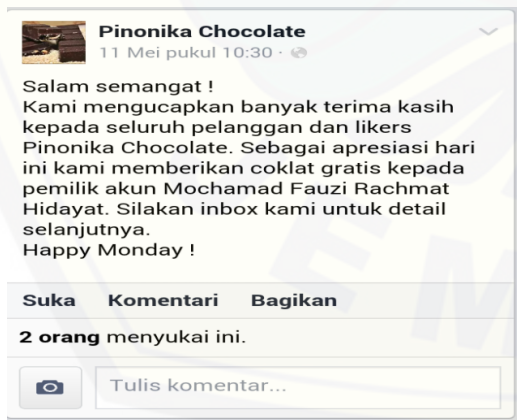 Pinonika Chocolate
11 Mei pukul 10:30 ·
Salam semangat !
Kami mengucapkan banyak terima kasih
kepada seluruh pelanggan dan likers
Pinonika Chocolate. Sebagai apresiasi hari
ini kami memberikan coklat gratis kepada
pemilik akun Mochamad Fauzi Rachmat
Hidayat. Silakan inbox kami untuk detail
selanjutnya.
Happy Monday !
Suka Komentari Bagikan
2 orang menyukai ini.
Tulis komentar...